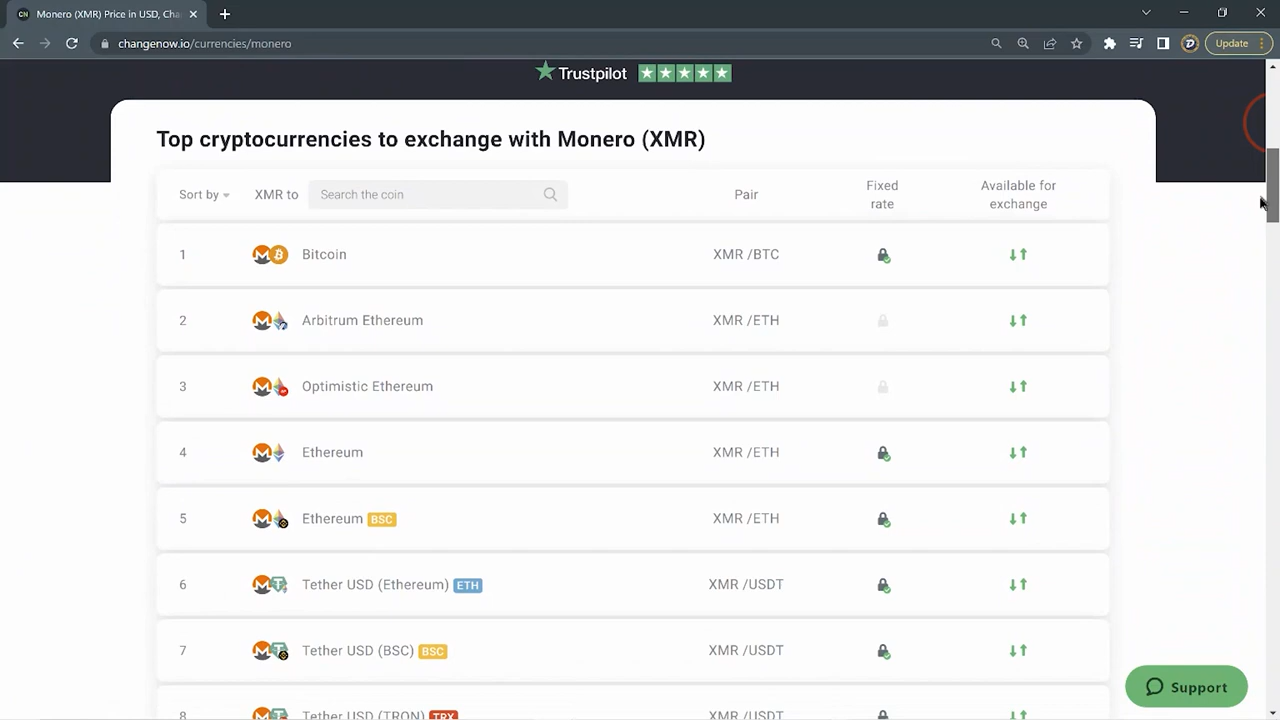 Monero (XMR) Price in USD, Chan
changenow.io/currencies/monero
Update
Trustpilot
Top cryptocurrencies to exchange with Monero (XMR)
Sort by XMR to Search the coin Pair Fixed rate Available for exchange
1 Bitcoin XMR /BTC
2 Arbitrum Ethereum XMR /ETH
3 Optimistic Ethereum XMR /ETH
4 Ethereum XMR /ETH
5 Ethereum BSC XMR /ETH
6 Tether USD (Ethereum) ETH XMR /USDT
7 Tether USD (BSC) BSC XMR /USDT
8 Tether USD (TRON) TRX XMR /USDT
Support